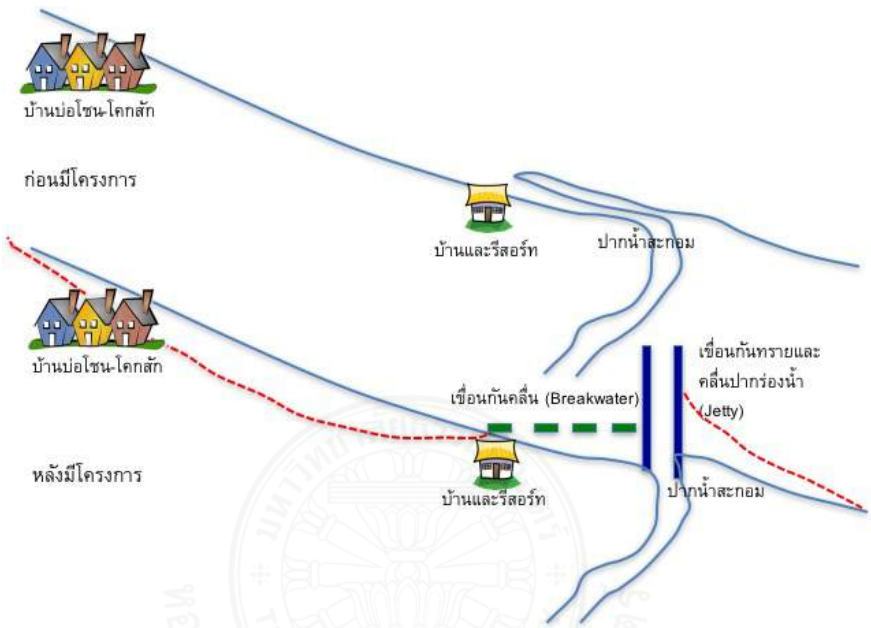 บ้านบ่อโชน-โคกสัก
ก่อนมีโครงการ
บ้านและรีสอร์ท
ปากน้ำสะกอม
บ้านบ่อโชน-โคกสัก
เขื่อนกันคลื่น (Breakwater)
เขื่อนกันทรายและ
คลื่นปากร่องน้ำ
(Jetty)
หลังมีโครงการ
บ้านและรีสอร์ท
ปากน้ำสะกอม